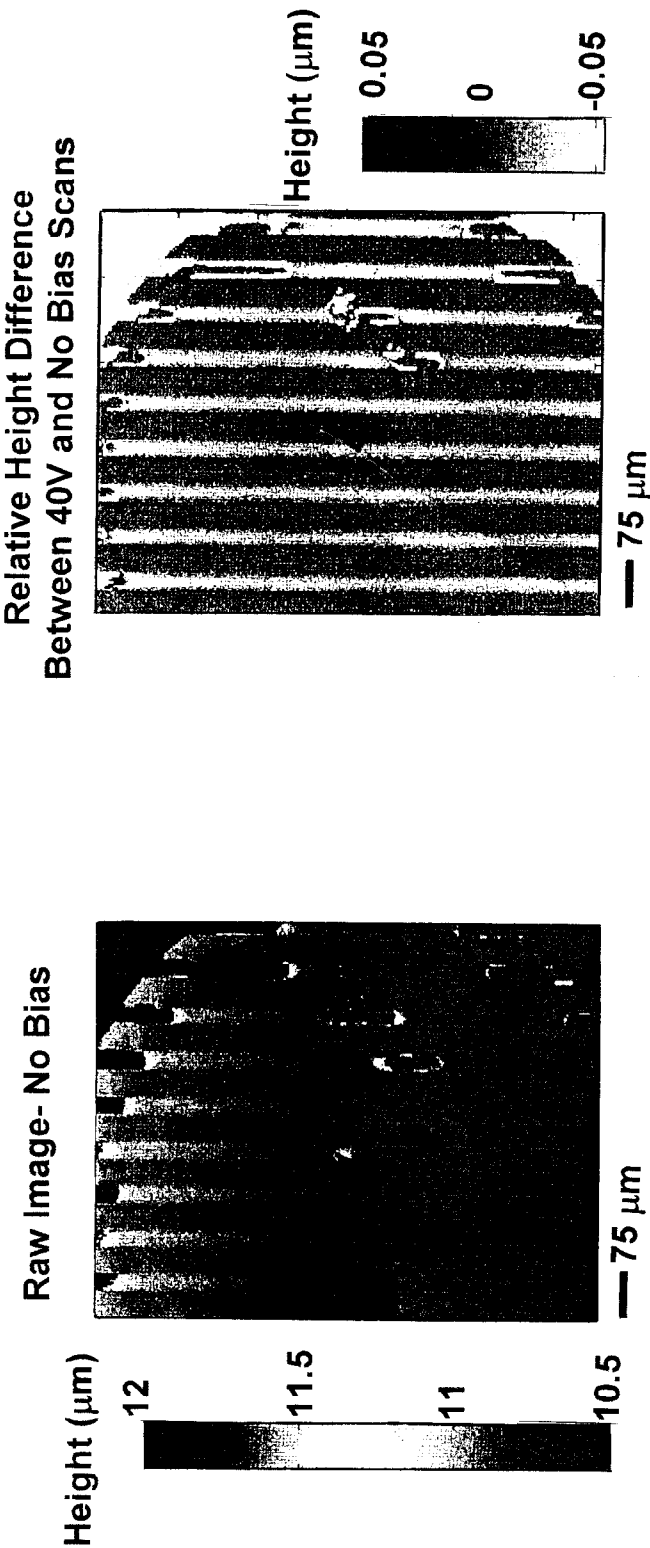 Raw Image- No Bias
Height (μm)
12
11.5
11
10.5
75 μm
Relative Height Difference
Between 40V and No Bias Scans
Height (μm)
0.05
0
-0.05
75 μm